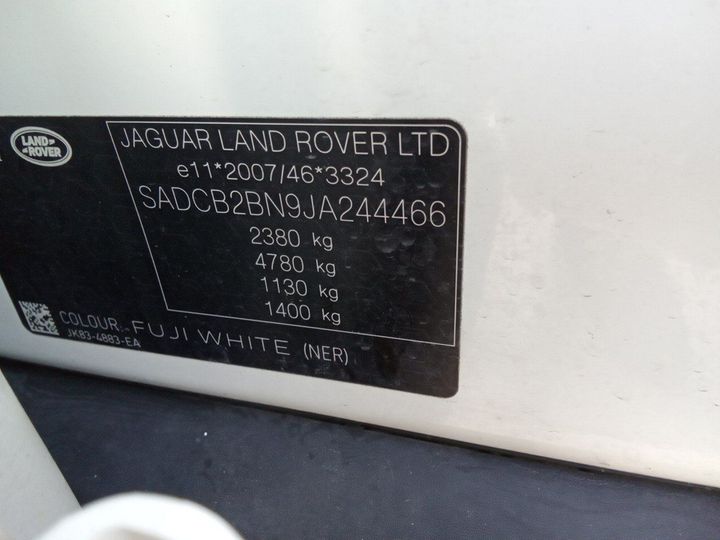 LAND
ROVER
JAGUAR LAND ROVER LTD
e11*2007/46*3324
SADCB2BN9JA244466
2380 kg
4780 kg
1130 kg
1400 kg
COLOUR: FUJI WHITE (NER)
JK83-4883-EA